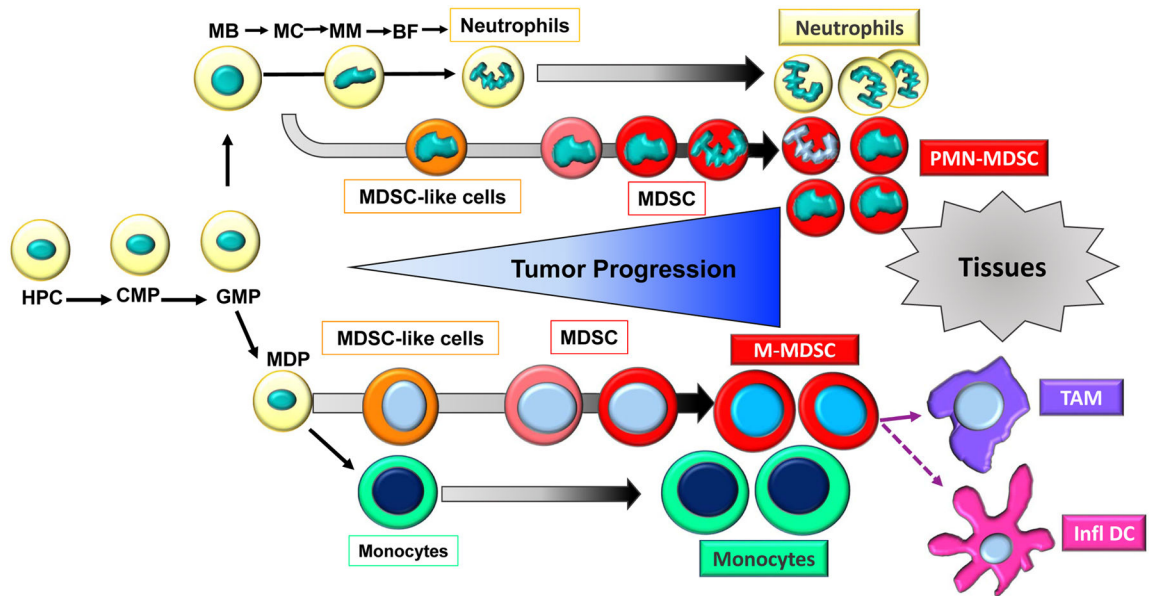 MB MC MM BF Neutrophils
Neutrophils
MDSC-like cells
MDSC
PMN-MDSC
HPC CMP GMP
Tumor Progression
Tissues
MDP
MDSC-like cells
MDSC
M-MDSC
TAM
Monocytes
Monocytes
Infl DC